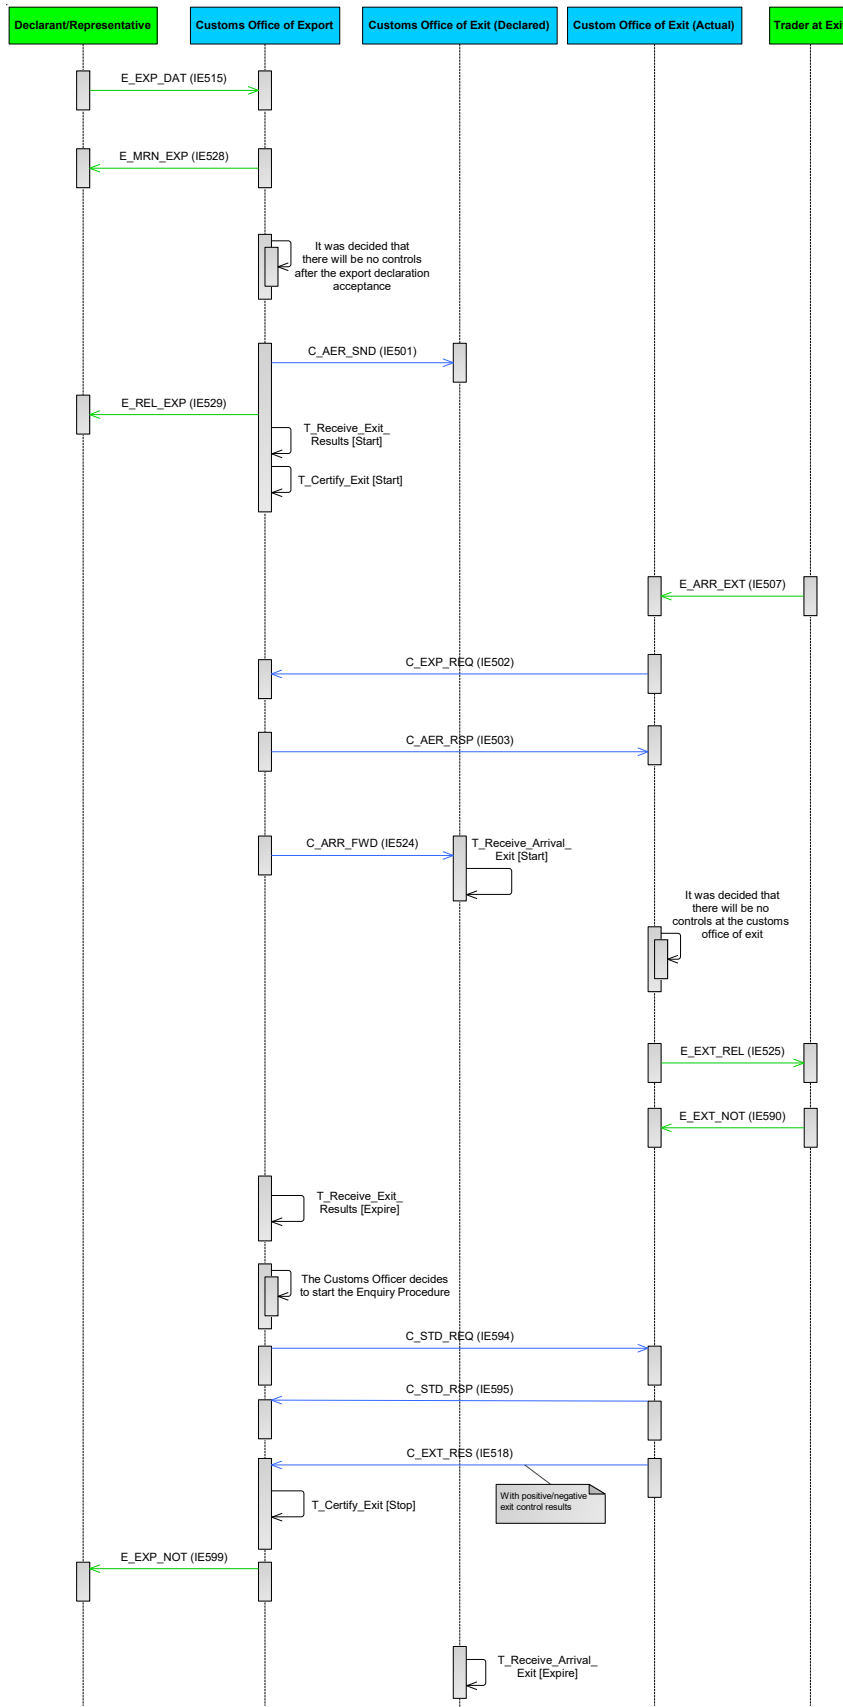 Declarant/Representative
Customs Office of Export
Customs Office of Exit (Declared)
Custom Office of Exit (Actual)
Trader at Exi
E_EXP_DAT (IE515)
E_MRN_EXP (IE528)
It was decided that
there will be no controls
after the export declaration
acceptance
C_AER_SND (IE501)
E_REL_EXP (IE529)
T_Receive_Exit_
Results [Start]
T_Certify_Exit [Start]
E_ARR_EXT (IE507)
C_EXP_REQ (IE502)
C_AER_RSP (IE503)
C_ARR_FWD (IE524)
T_Receive_Arrival_
Exit [Start]
It was decided that
there will be no
controls at the customs
office of exit
E_EXT_REL (IE525)
E_EXT_NOT (IE590)
T_Receive_Exit_
Results [Expire]
The Customs Officer decides
to start the Enquiry Procedure
C_STD_REQ (IE594)
C_STD_RSP (IE595)
C_EXT_RES (IE518)
With positive/negative
exit control results
T_Certify_Exit [Stop]
E_EXP_NOT (IE599)
T_Receive_Arrival_
Exit [Expire]